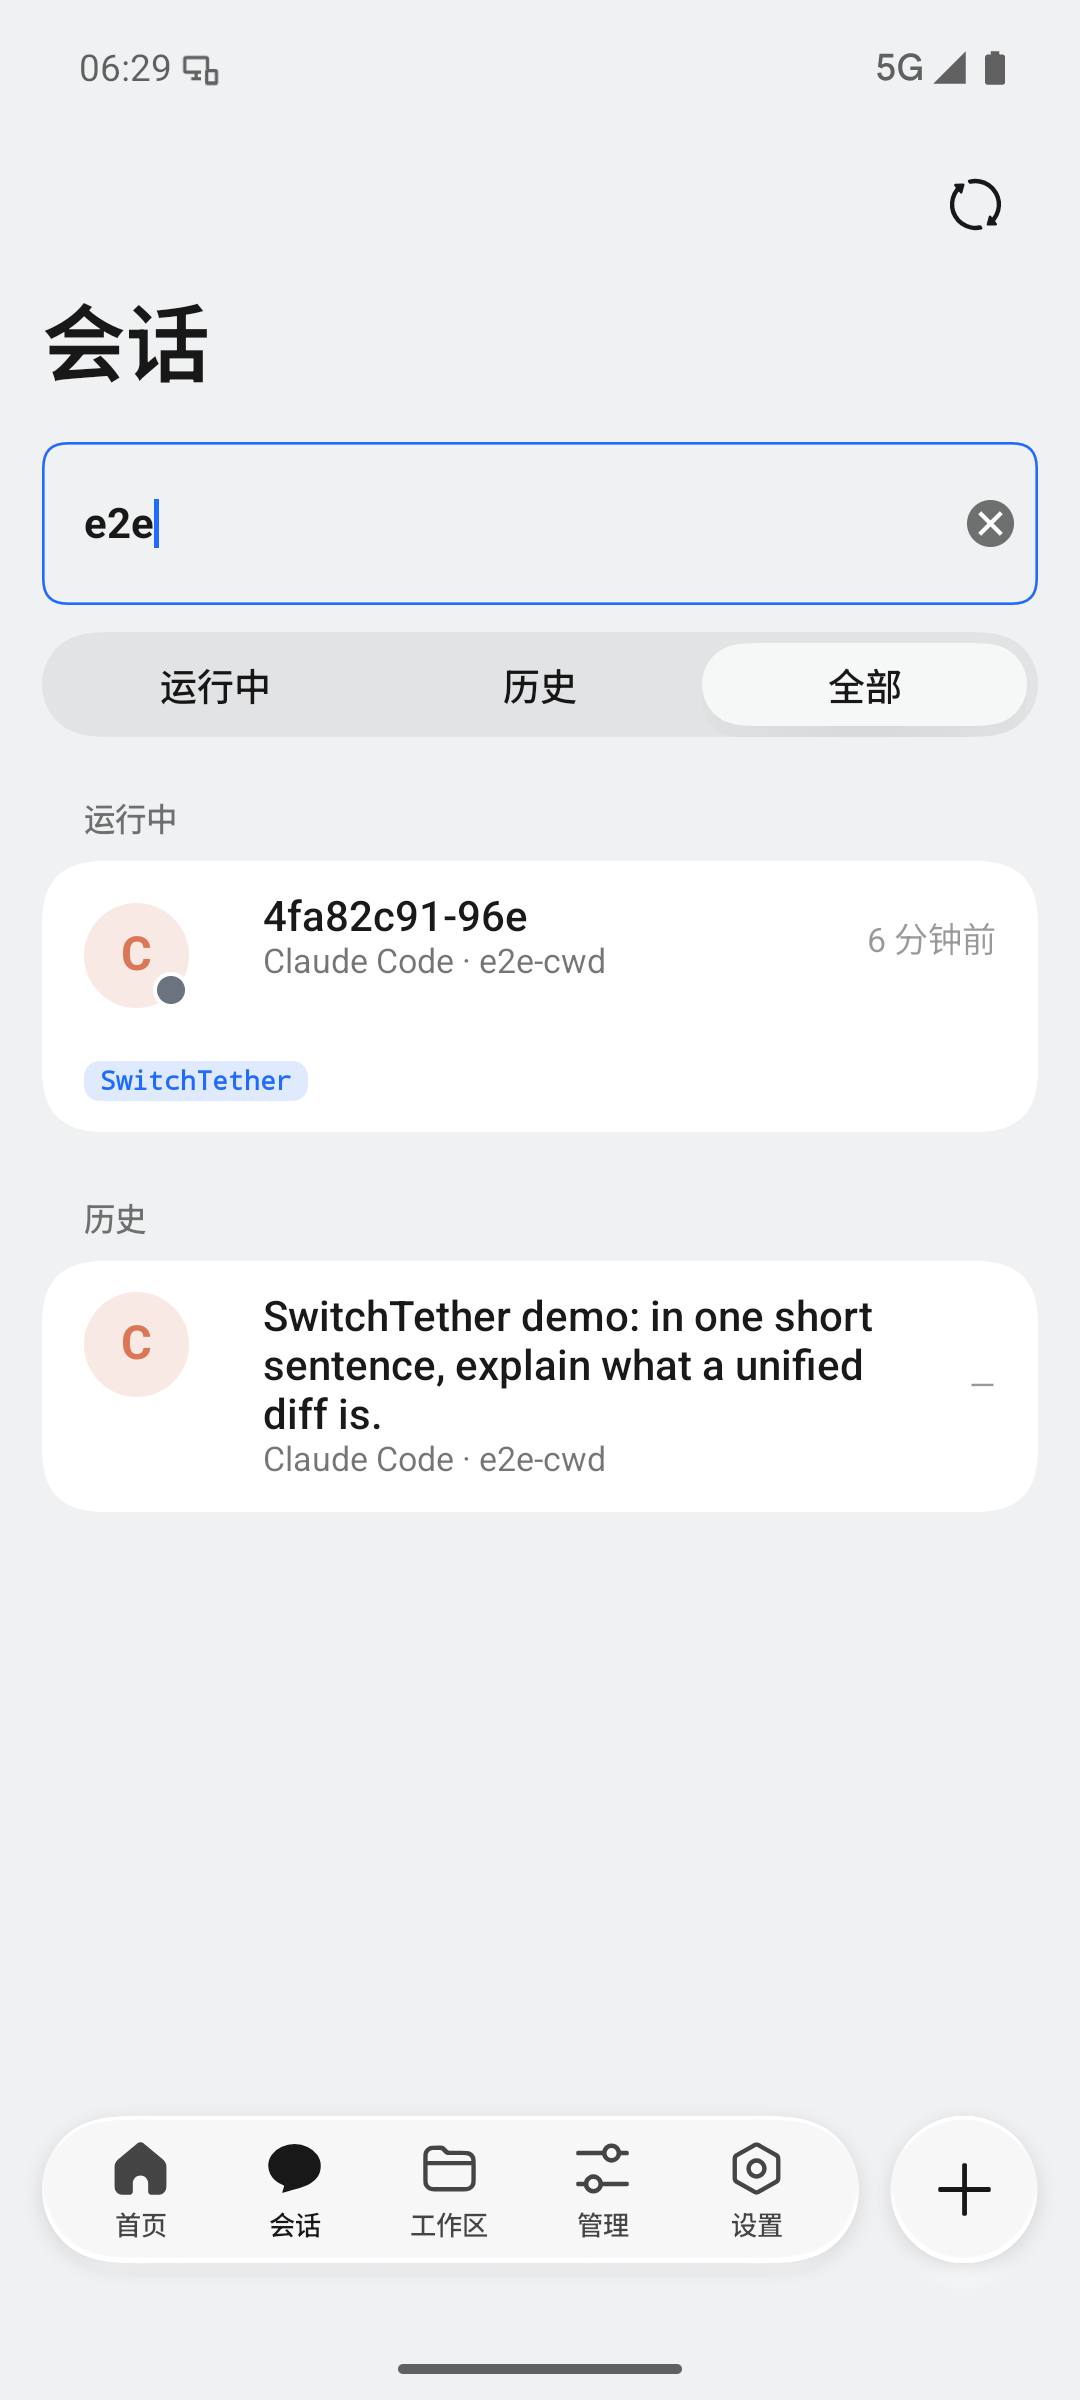 06:29
5G
会话
e2e
运行中
历史
全部
运行中
C
4fa82c91-96e
Claude Code · e2e-cwd
6 分钟前
SwitchTether
历史
C
SwitchTether demo: in one short
sentence, explain what a unified
diff is.
Claude Code · e2e-cwd
—
首页
会话
工作区
管理
设置